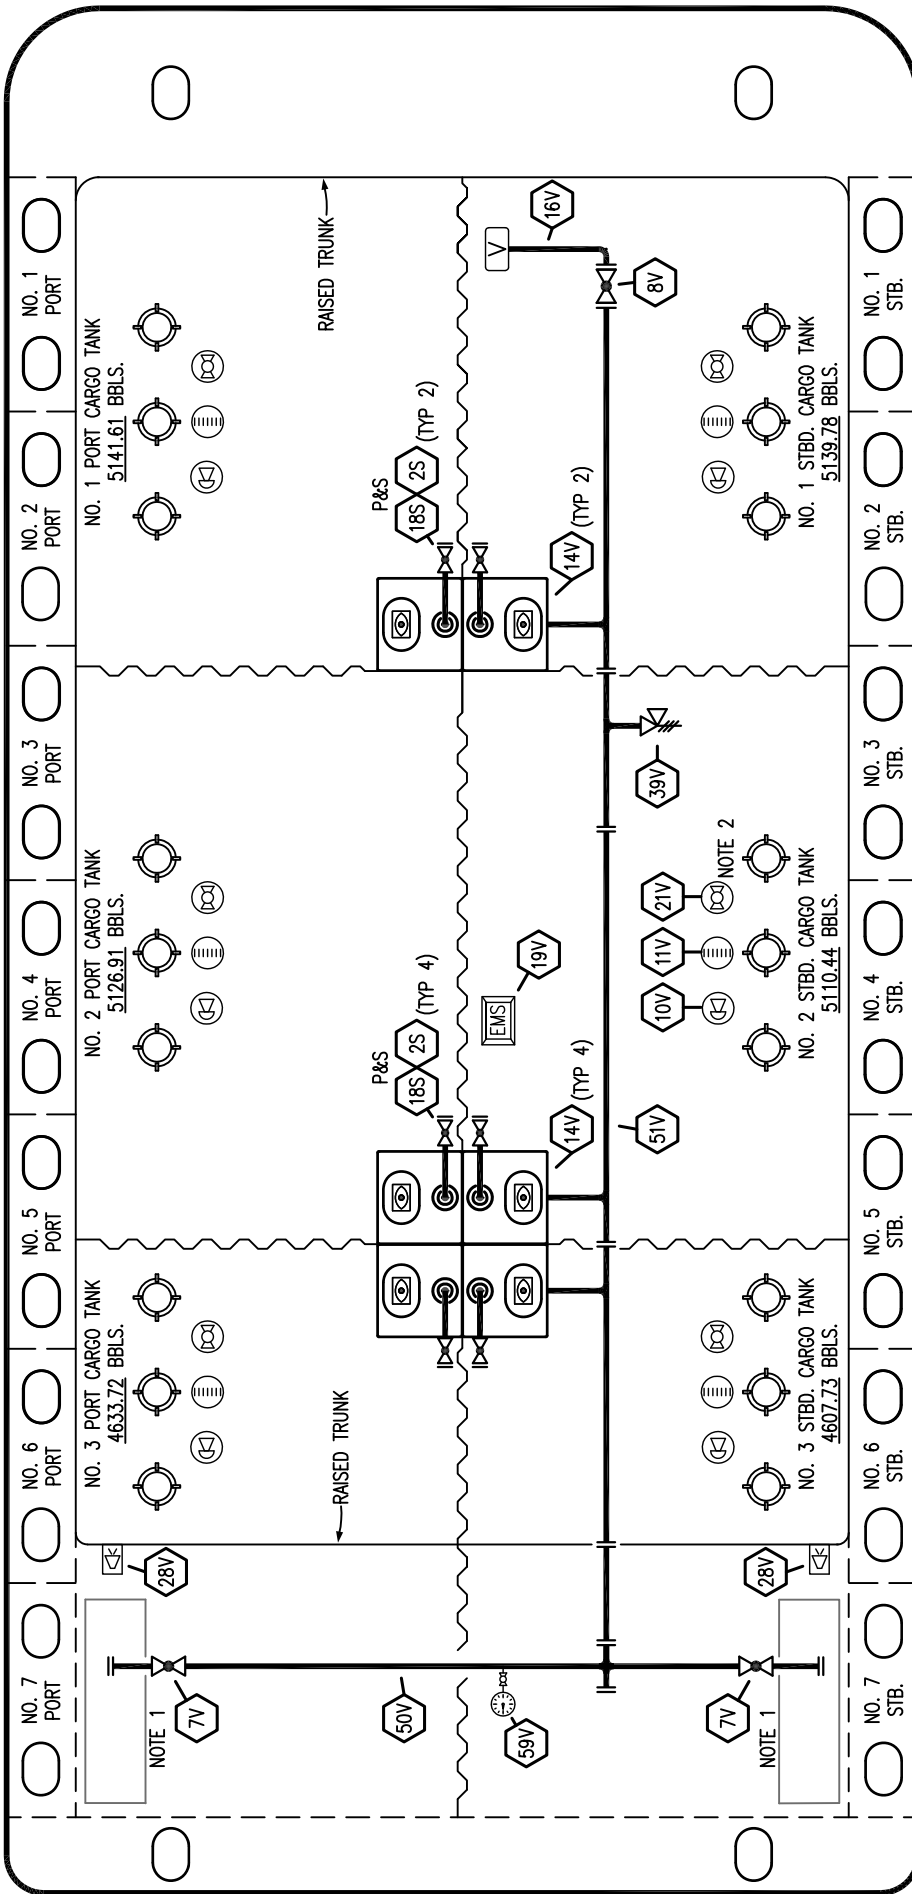 NO. 1
PORT
NO. 2
PORT
NO. 3
PORT
NO. 4
PORT
NO. 5
PORT
NO. 6
PORT
NO. 7
PORT
NO. 1 PORT CARGO TANK
5141.61 BBLS.
NO. 2 PORT CARGO TANK
5126.91 BBLS.
NO. 3 PORT CARGO TANK
4633.72 BBLS.
RAISED TRUNK
RAISED TRUNK
P&S
18S
2S
(TYP 2)
P&S
18S
2S
(TYP 4)
V
16V
8V
14V
(TYP 2)
39V
EMS
19V
14V
(TYP 4)
51V
21V
11V
10V
NOTE 2
28V
28V
7V
NOTE 1
50V
59V
7V
NOTE 1
NO. 1 STBD. CARGO TANK
5139.78 BBLS.
NO. 2 STBD. CARGO TANK
5110.44 BBLS.
NO. 3 STBD. CARGO TANK
4607.73 BBLS.
NO. 1
STB.
NO. 2
STB.
NO. 3
STB.
NO. 4
STB.
NO. 5
STB.
NO. 6
STB.
NO. 7
STB.